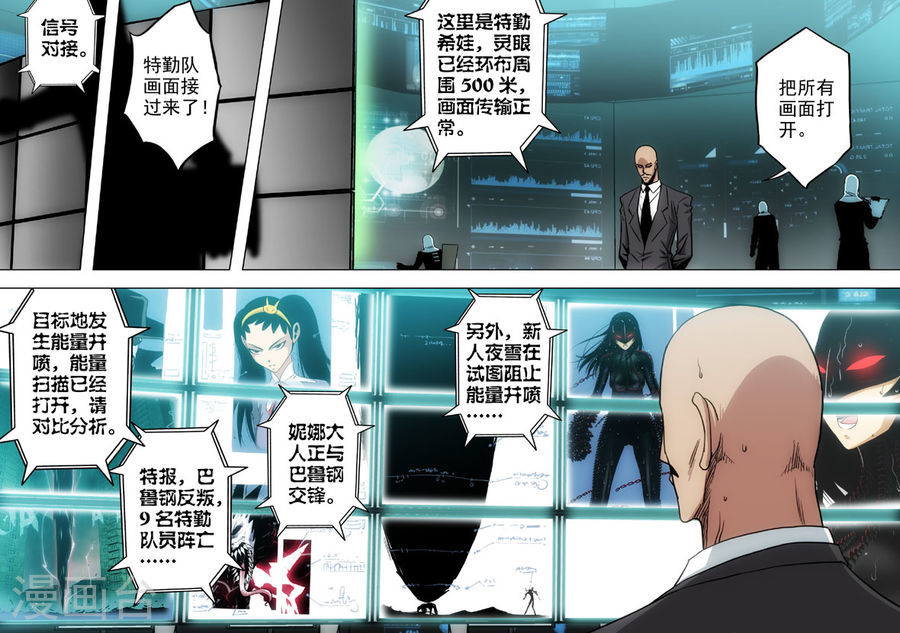 信号
对接。
特勤队
画面接
过来了！
这里是特勤
希娃，灵眼
已经环布周
围500米，
画面传输正
常。
把所有
画面打
开。
目标地发
生能量井
喷，能量
扫描已经
打开，请
对比分析。
特报，巴
鲁钢反叛，
9名特勤
队员阵亡
……
妮娜大
人正与
巴鲁钢
交锋。
另外，新
人夜雪在
试图阻止
能量井喷
……
漫画台